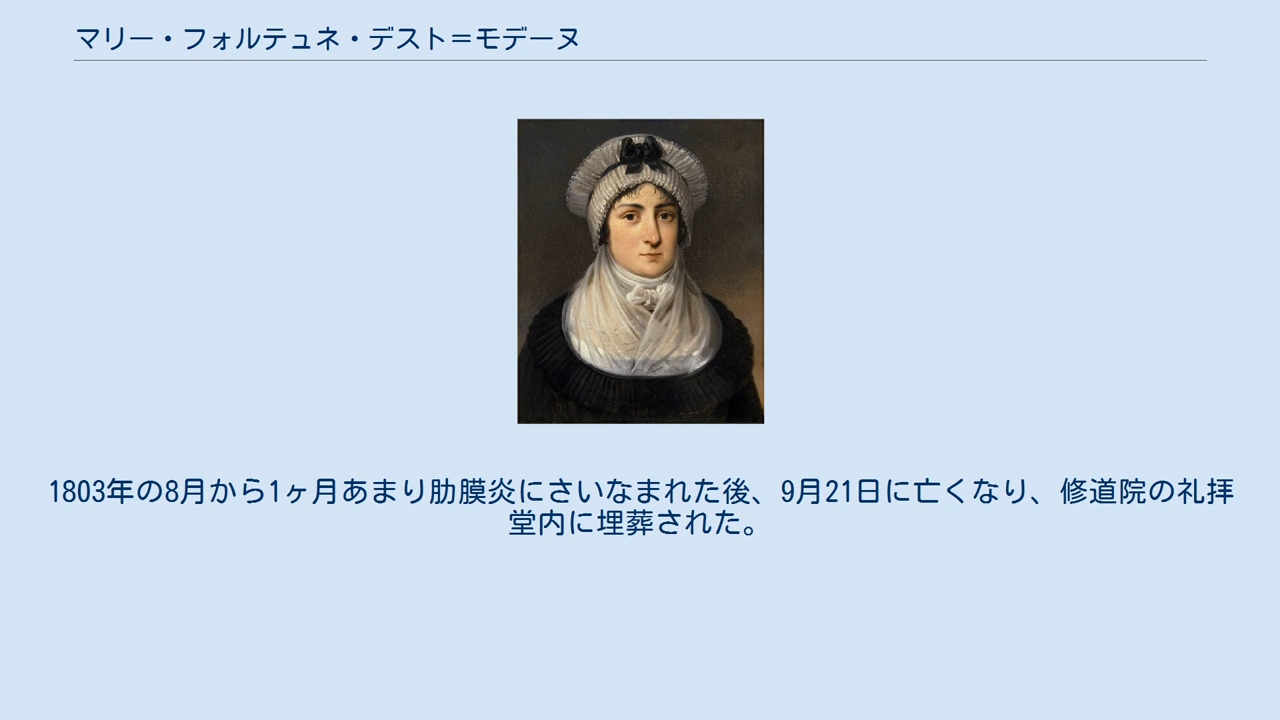 マリー・フォルテュネ・デスト＝モデーヌ
1803年の8月から1ヶ月あまり肋膜炎にさいなまれた後、9月21日に亡くなり、修道院の礼拝
堂内に埋葬された。